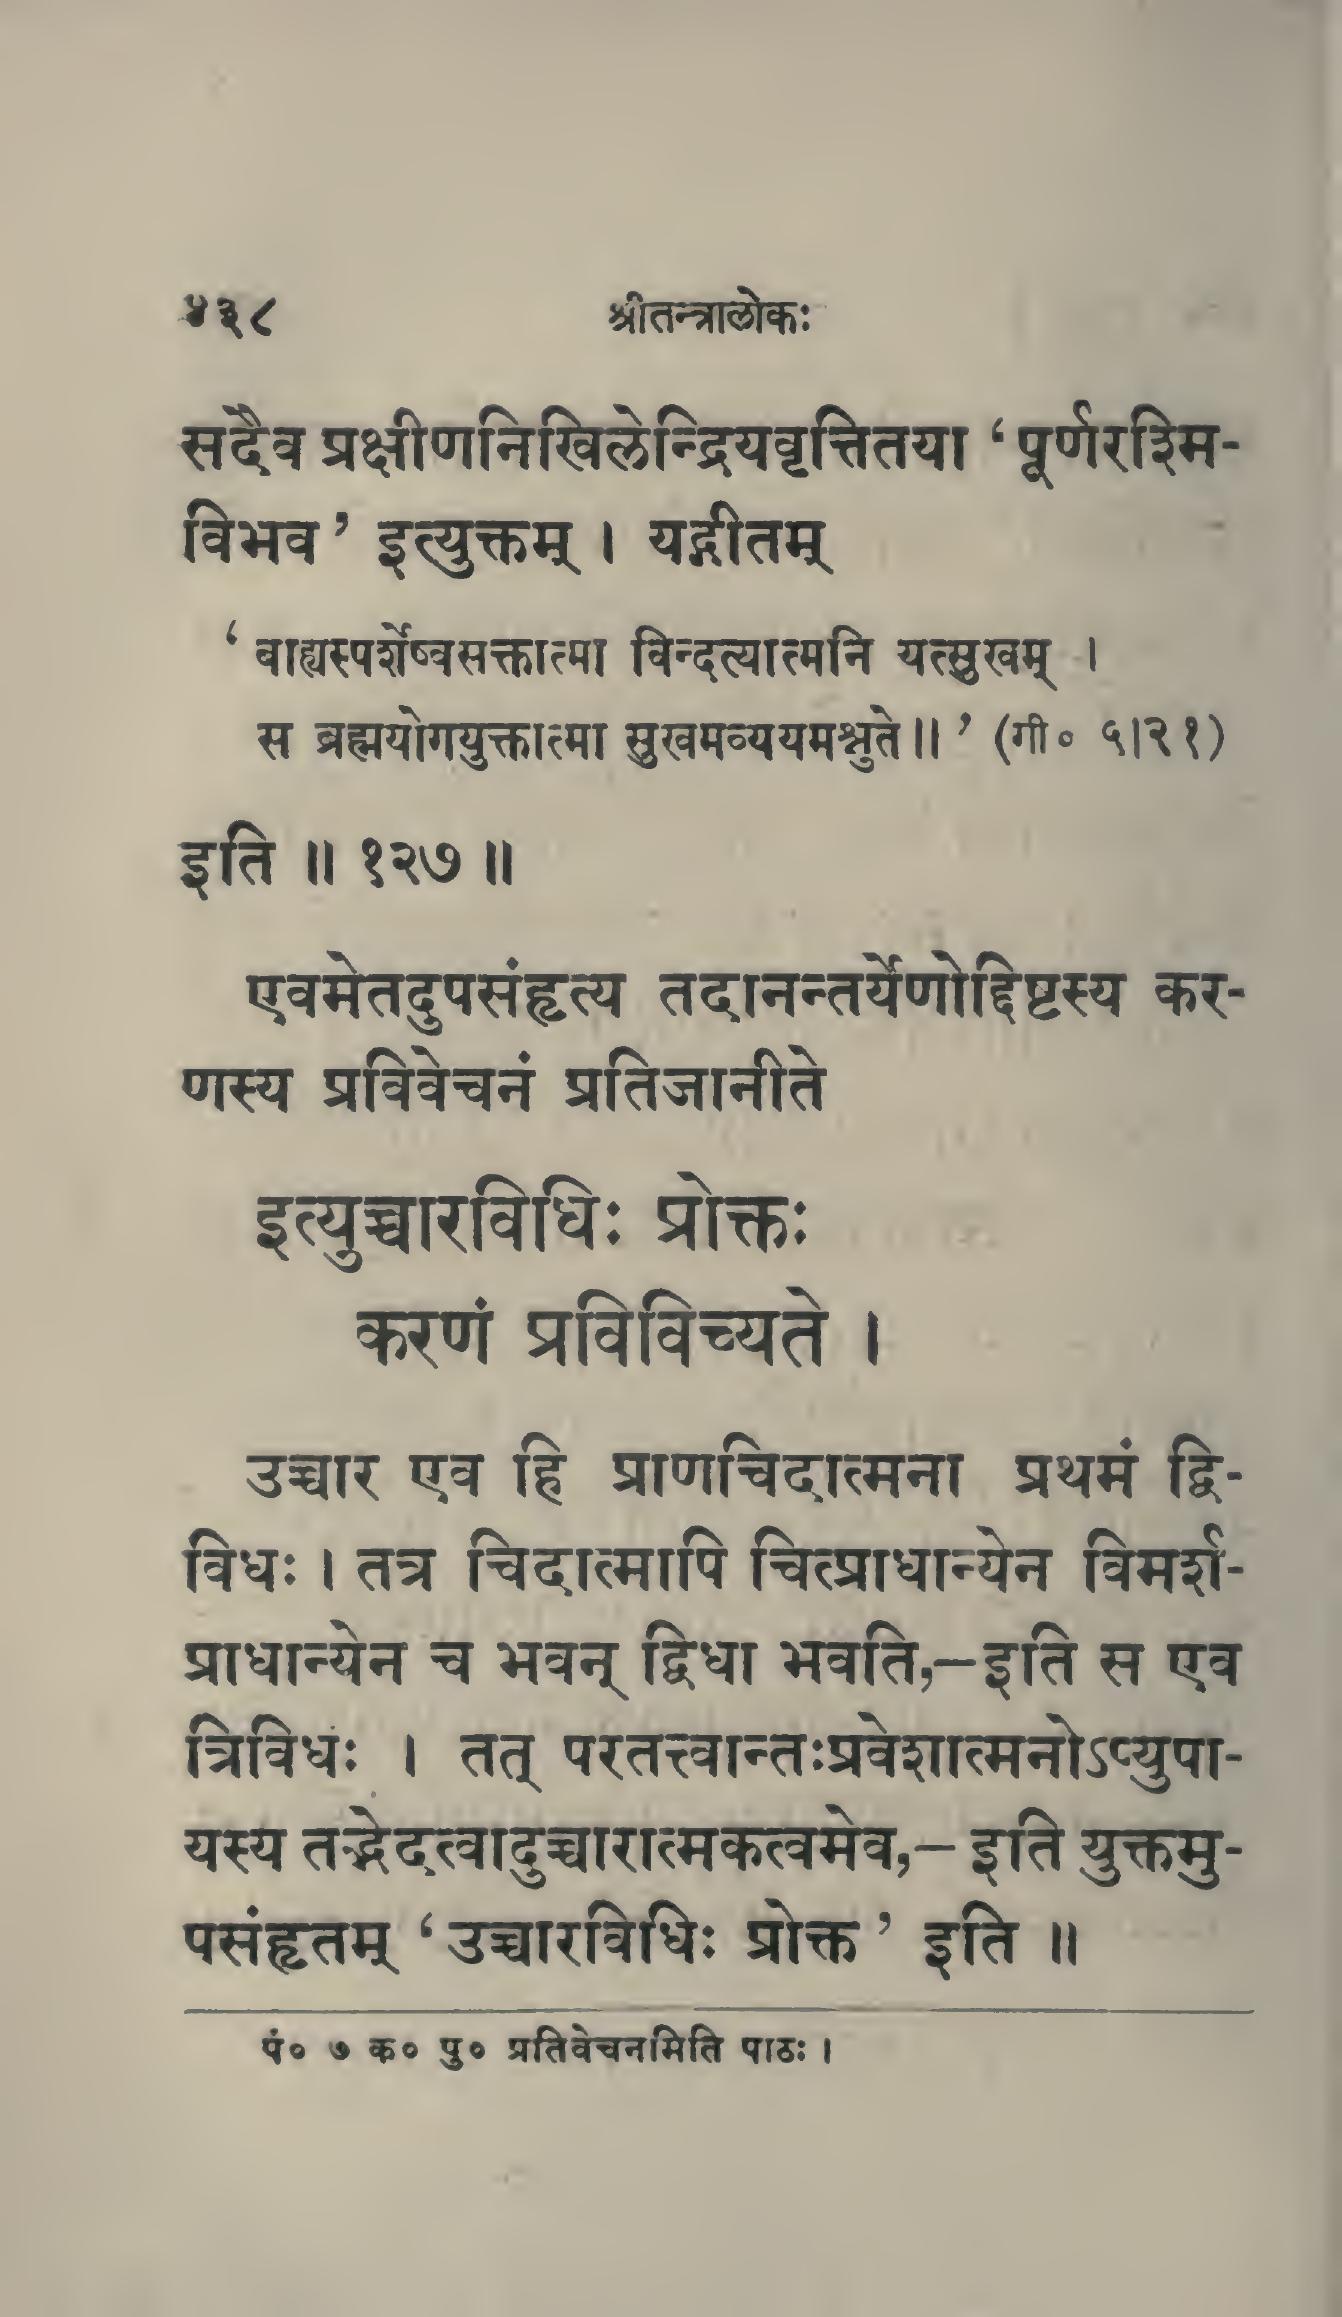 ४३८ श्रीतन्त्रालोकः
सदैव प्रक्षीणनिखिलेन्द्रियवृत्तितया ‘ पूर्णरश्मि-
विभव ’ इत्युक्तम् । यद्गीतम्
‘ बाह्यस्पर्शेष्वसक्तात्मा विन्दत्यात्मनि यत्सुखम् ।
स ब्रह्मयोगयुक्तात्मा सुखमव्ययमश्नुते॥ ’ (गी० ५।२१)
इति ॥ १२७ ॥
एवमेतदुपसंहृत्य तदानन्तर्येणोद्दिष्टस्य कर-
णस्य प्रविवेचनं प्रतिजानीते
इत्युच्चारविधिः प्रोक्तः
करणं प्रविविच्यते ।
उच्चार एव हि प्राणचिदात्मना प्रथमं द्वि-
विधः । तत्र चिदात्मापि चित्प्राधान्येन विमर्श-
प्राधान्येन च भवन् द्विधा भवति,—इति स एव
त्रिविधः । तत् परतत्त्वान्तःप्रवेशात्मनोऽप्युपा-
यस्य तद्भेदत्वादुच्चारात्मकत्वमेव,— इति युक्तमु-
पसंहृतम् ‘ उच्चारविधिः प्रोक्त ’ इति ॥
पं० ७ क० पु० प्रतिवेचनमिति पाठः ।